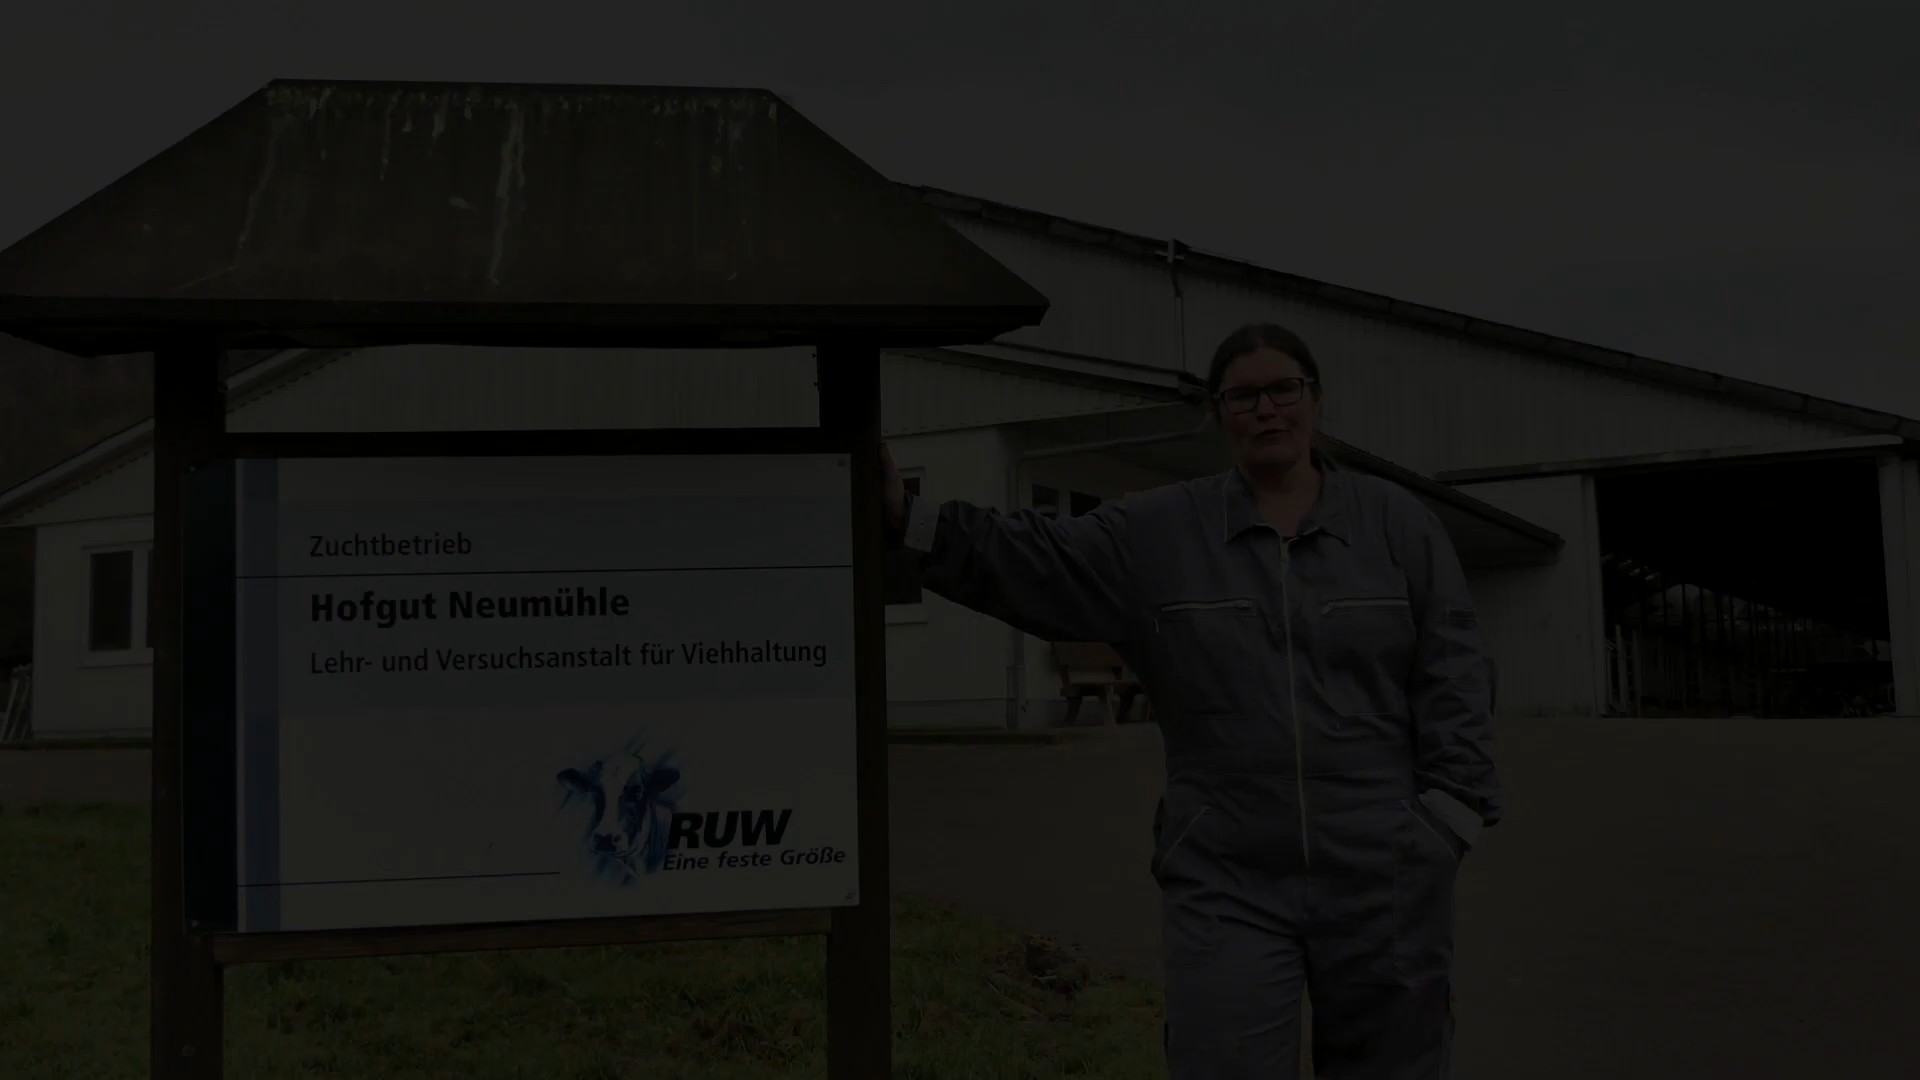 Zuchtbetrieb
Hofgut Neumühle
Lehr- und Versuchsanstalt für Viehhaltung
RUW
Eine feste Größe